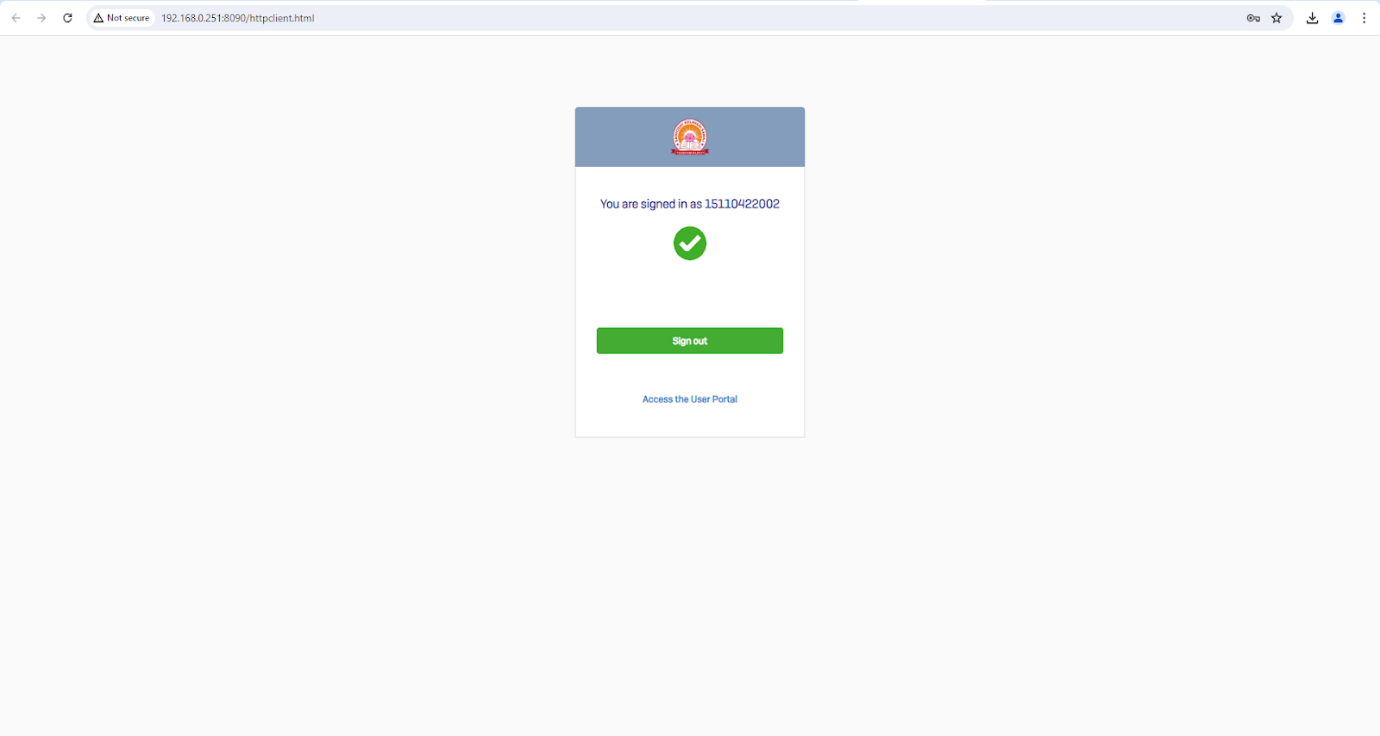 Not secure
192.168.0.251:8090/httpclient.html
You are signed in as 15110422002
Sign out
Access the User Portal